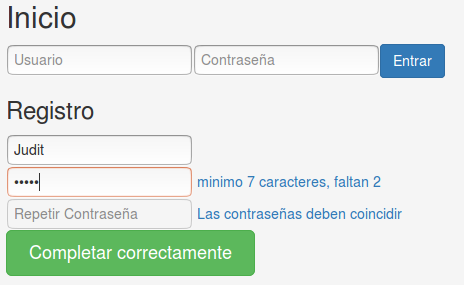 Inicio
Usuario Contraseña Entrar
Registro
Judit
••••• minimo 7 caracteres, faltan 2
Repetir Contraseña Las contraseñas deben coincidir
Completar correctamente